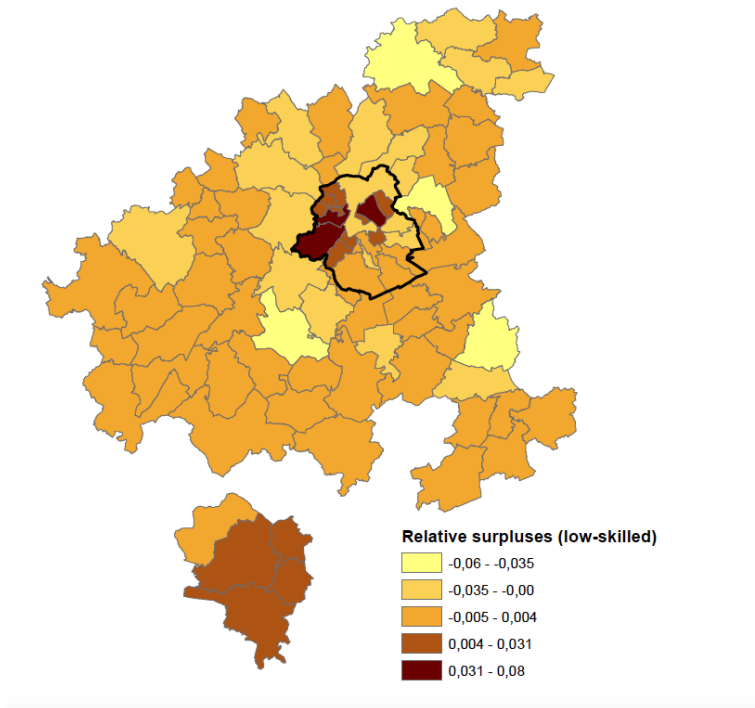 Relative surpluses (low-skilled)
-0,06 - -0,035
-0,035 - -0,00
-0,005 - 0,004
0,004 - 0,031
0,031 - 0,08